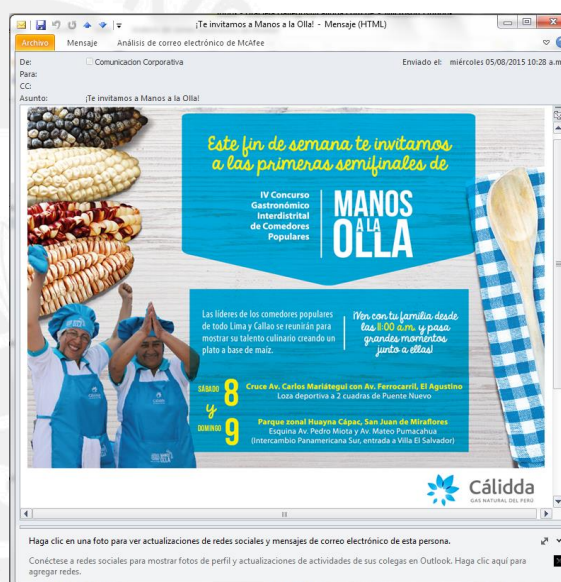 ¡Te invitamos a Manos a la Olla! - Mensaje (HTML)
Archivo Mensaje Análisis de correo electrónico de McAfee
De: Comunicacion Corporativa Enviado el: miércoles 05/08/2015 10:28 a.m
Para:
CC:
Asunto: ¡Te invitamos a Manos a la Olla!
Este fin de semana te invitamos
a las primeras semifinales de
IV Concurso
Gastronómico
Interdistrital
de Comedores
Populares
MANOS
A LA
OLLA
Las líderes de los comedores populares
de todo Lima y Callao se reunirán para
mostrar su talento culinario creando un
plato a base de maíz.
¡Ven con tu familia desde
las 11:00 a.m. y pasa
grandes momentos
junto a ellas!
SÁBADO 8
y
DOMINGO 9
Cruce Av. Carlos Mariátegui con Av. Ferrocarril, El Agustino
Loza deportiva a 2 cuadras de Puente Nuevo
Parque zonal Huayna Cápac, San Juan de Miraflores
Esquina Av. Pedro Miota y Av. Mateo Pumacahua
(Intercambio Panamericana Sur, entrada a Villa El Salvador)
Cálidda
GAS NATURAL DEL PERÚ
Haga clic en una foto para ver actualizaciones de redes sociales y mensajes de correo electrónico de esta persona.
Conéctese a redes sociales para mostrar fotos de perfil y actualizaciones de actividades de sus colegas en Outlook. Haga clic aquí para
agregar redes.